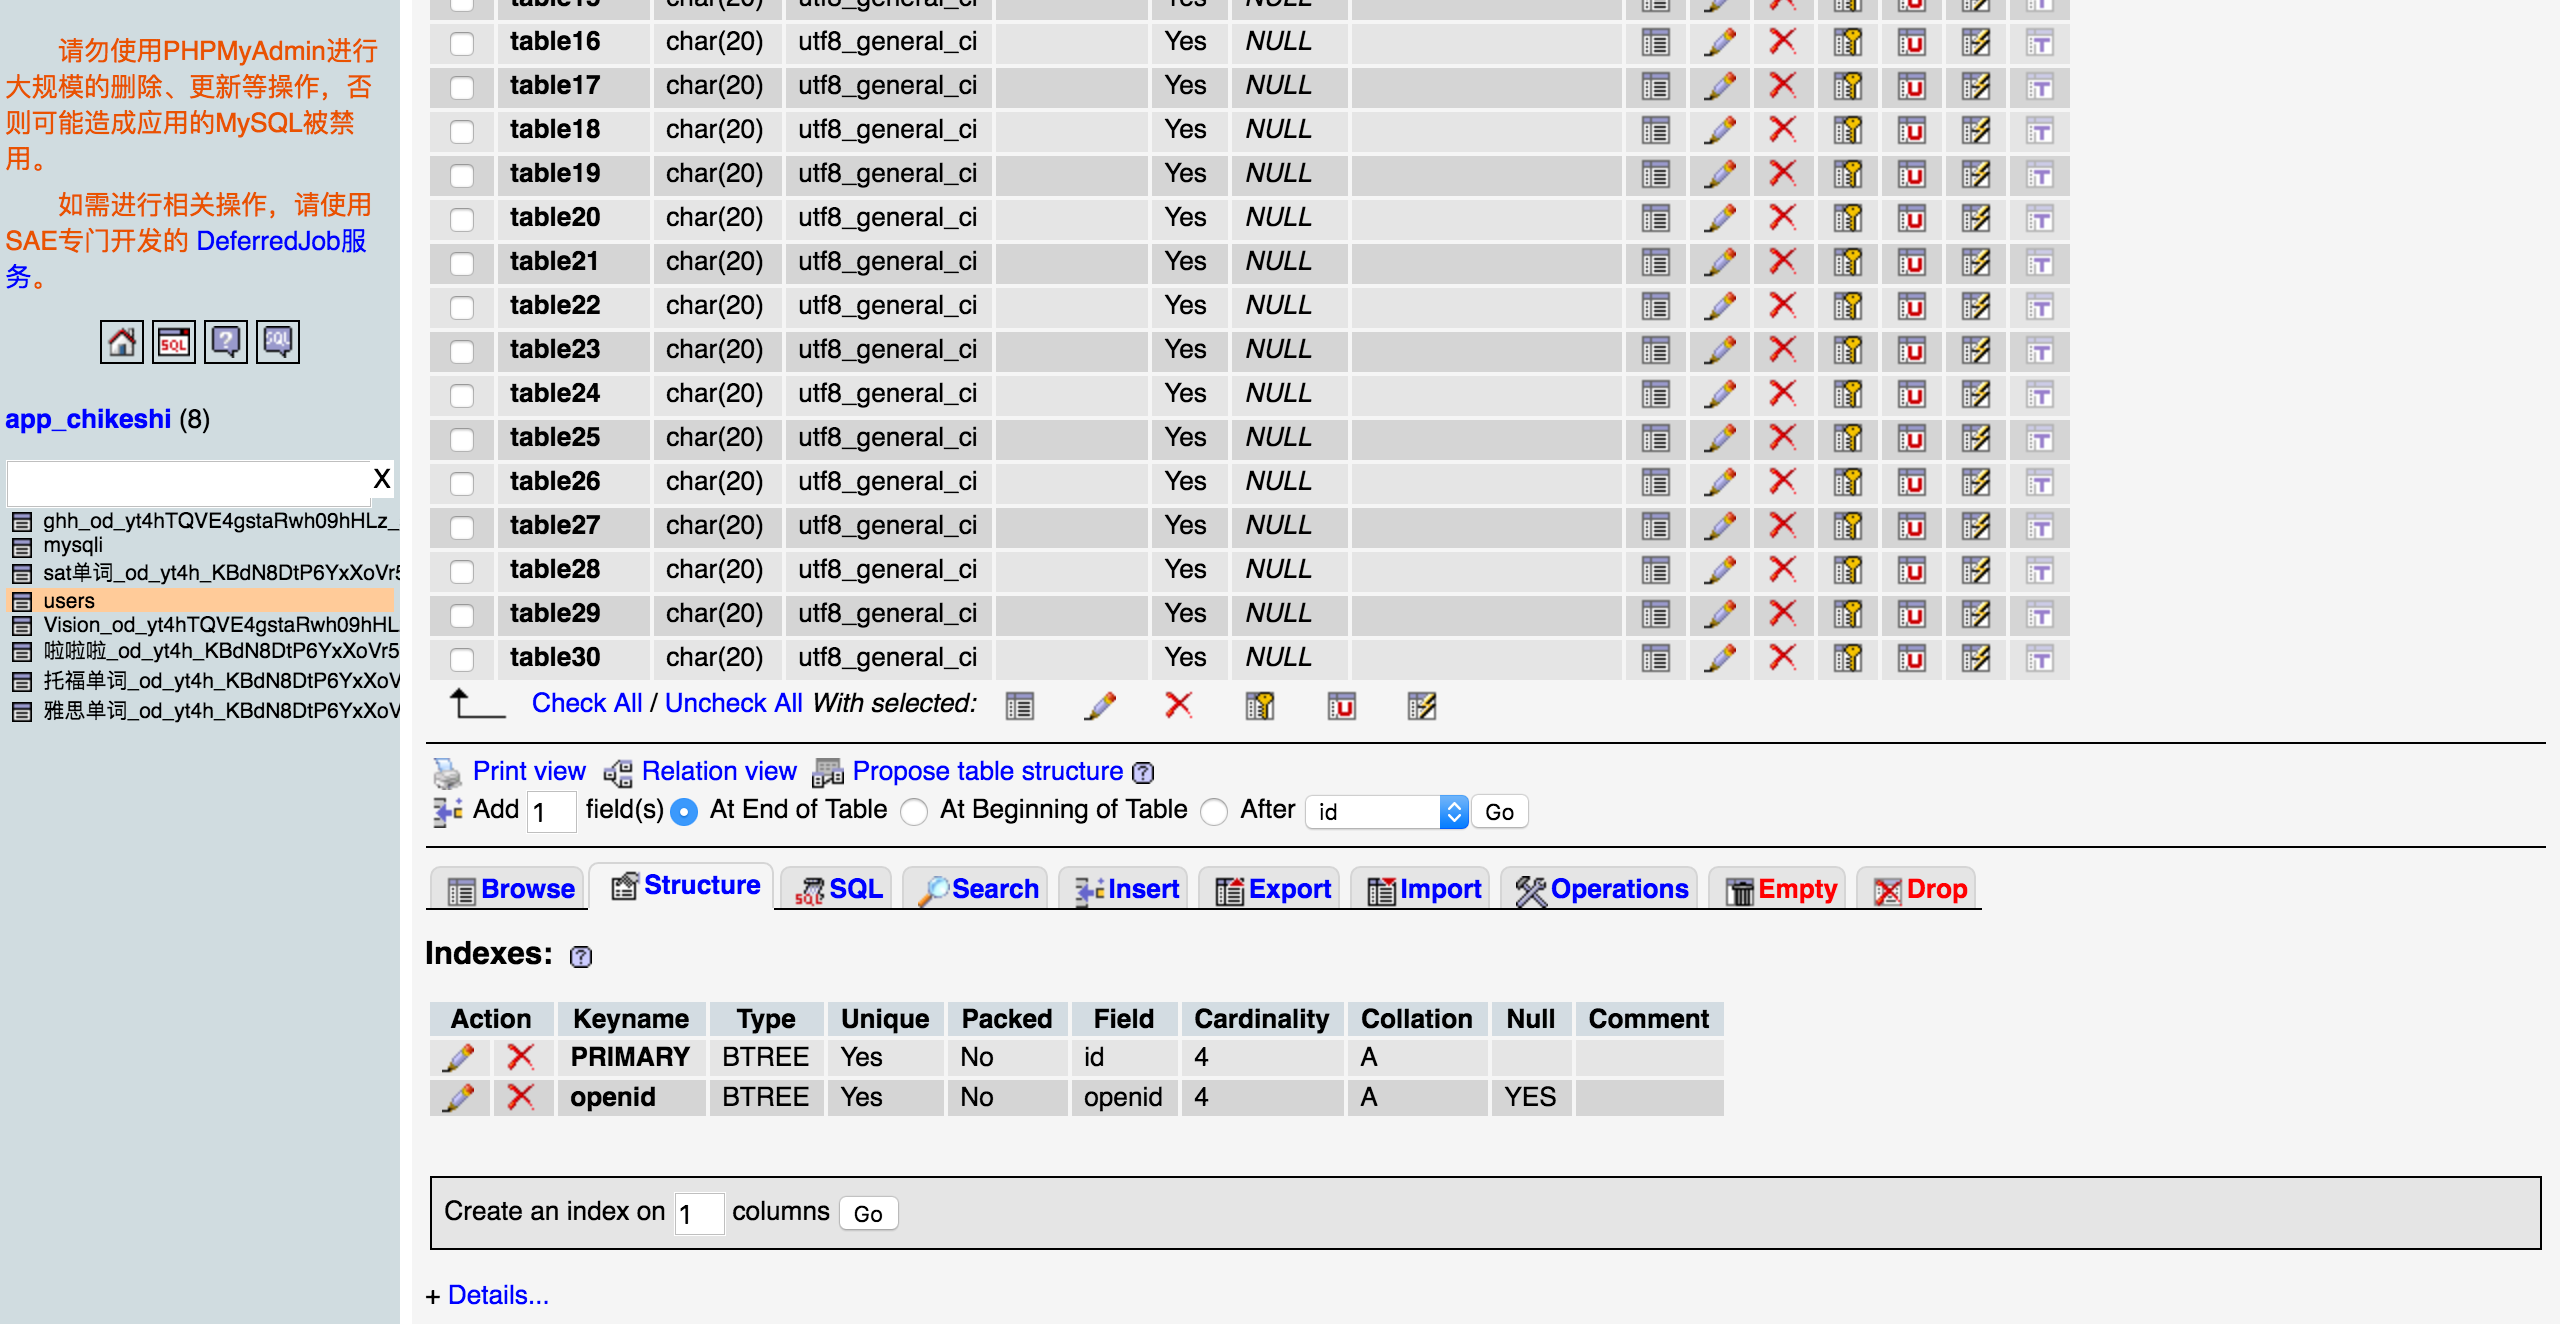 请勿使用PHPMyAdmin进行
大规模的删除、更新等操作，否
则可能造成应用的MySQL被禁
用。
如需进行相关操作，请使用
SAE专门开发的 DeferredJob服
务。
SQL ? SQL
app_chikeshi (8)
X
ghh_od_yt4hTQVE4gstaRwh09hHLz_
mysqli
sat单词_od_yt4h_KBdN8DtP6YxXoVr5
users
Vision_od_yt4hTQVE4gstaRwh09hHL
啦啦啦_od_yt4h_KBdN8DtP6YxXoVr5
托福单词_od_yt4h_KBdN8DtP6YxXoV
雅思单词_od_yt4h_KBdN8DtP6YxXoV
table15 char(20) utf8_general_ci Yes NULL
table16 char(20) utf8_general_ci Yes NULL
table17 char(20) utf8_general_ci Yes NULL
table18 char(20) utf8_general_ci Yes NULL
table19 char(20) utf8_general_ci Yes NULL
table20 char(20) utf8_general_ci Yes NULL
table21 char(20) utf8_general_ci Yes NULL
table22 char(20) utf8_general_ci Yes NULL
table23 char(20) utf8_general_ci Yes NULL
table24 char(20) utf8_general_ci Yes NULL
table25 char(20) utf8_general_ci Yes NULL
table26 char(20) utf8_general_ci Yes NULL
table27 char(20) utf8_general_ci Yes NULL
table28 char(20) utf8_general_ci Yes NULL
table29 char(20) utf8_general_ci Yes NULL
table30 char(20) utf8_general_ci Yes NULL
Check All / Uncheck All With selected:
Print view Relation view Propose table structure ?
Add 1 field(s) At End of Table At Beginning of Table After id Go
Browse Structure SQL Search Insert Export Import Operations Empty Drop
Indexes: ?
Action Keyname Type Unique Packed Field Cardinality Collation Null Comment
PRIMARY BTREE Yes No id 4 A
openid BTREE Yes No openid 4 A YES
Create an index on 1 columns Go
+ Details...